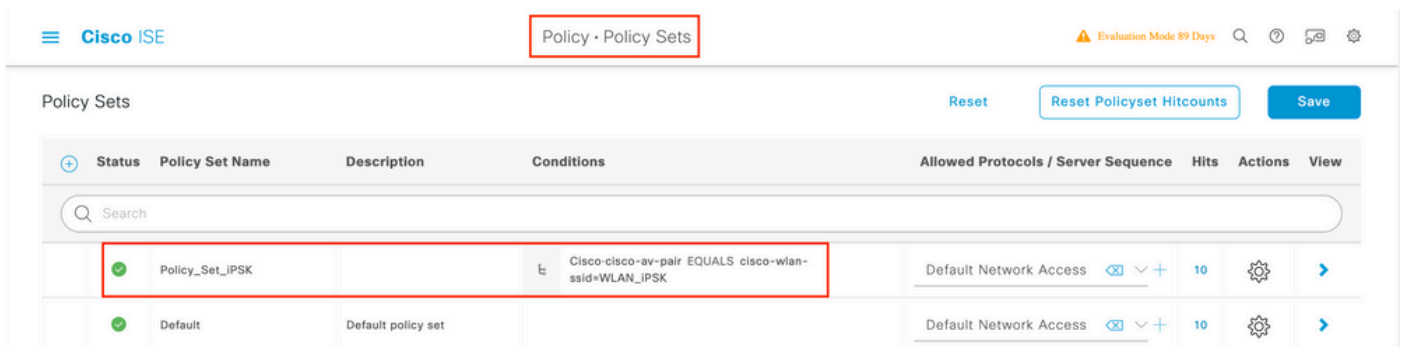 Cisco ISE
Policy · Policy Sets
Evaluation Mode 89 Days
Policy Sets
Reset
Reset Policyset Hitcounts
Save
Status Policy Set Name Description Conditions Allowed Protocols / Server Sequence Hits Actions View
Search
Policy_Set_iPSK
Cisco·cisco-av-pair EQUALS cisco-wlan-
ssid=WLAN_iPSK
Default Network Access
10
Default
Default policy set
Default Network Access
10